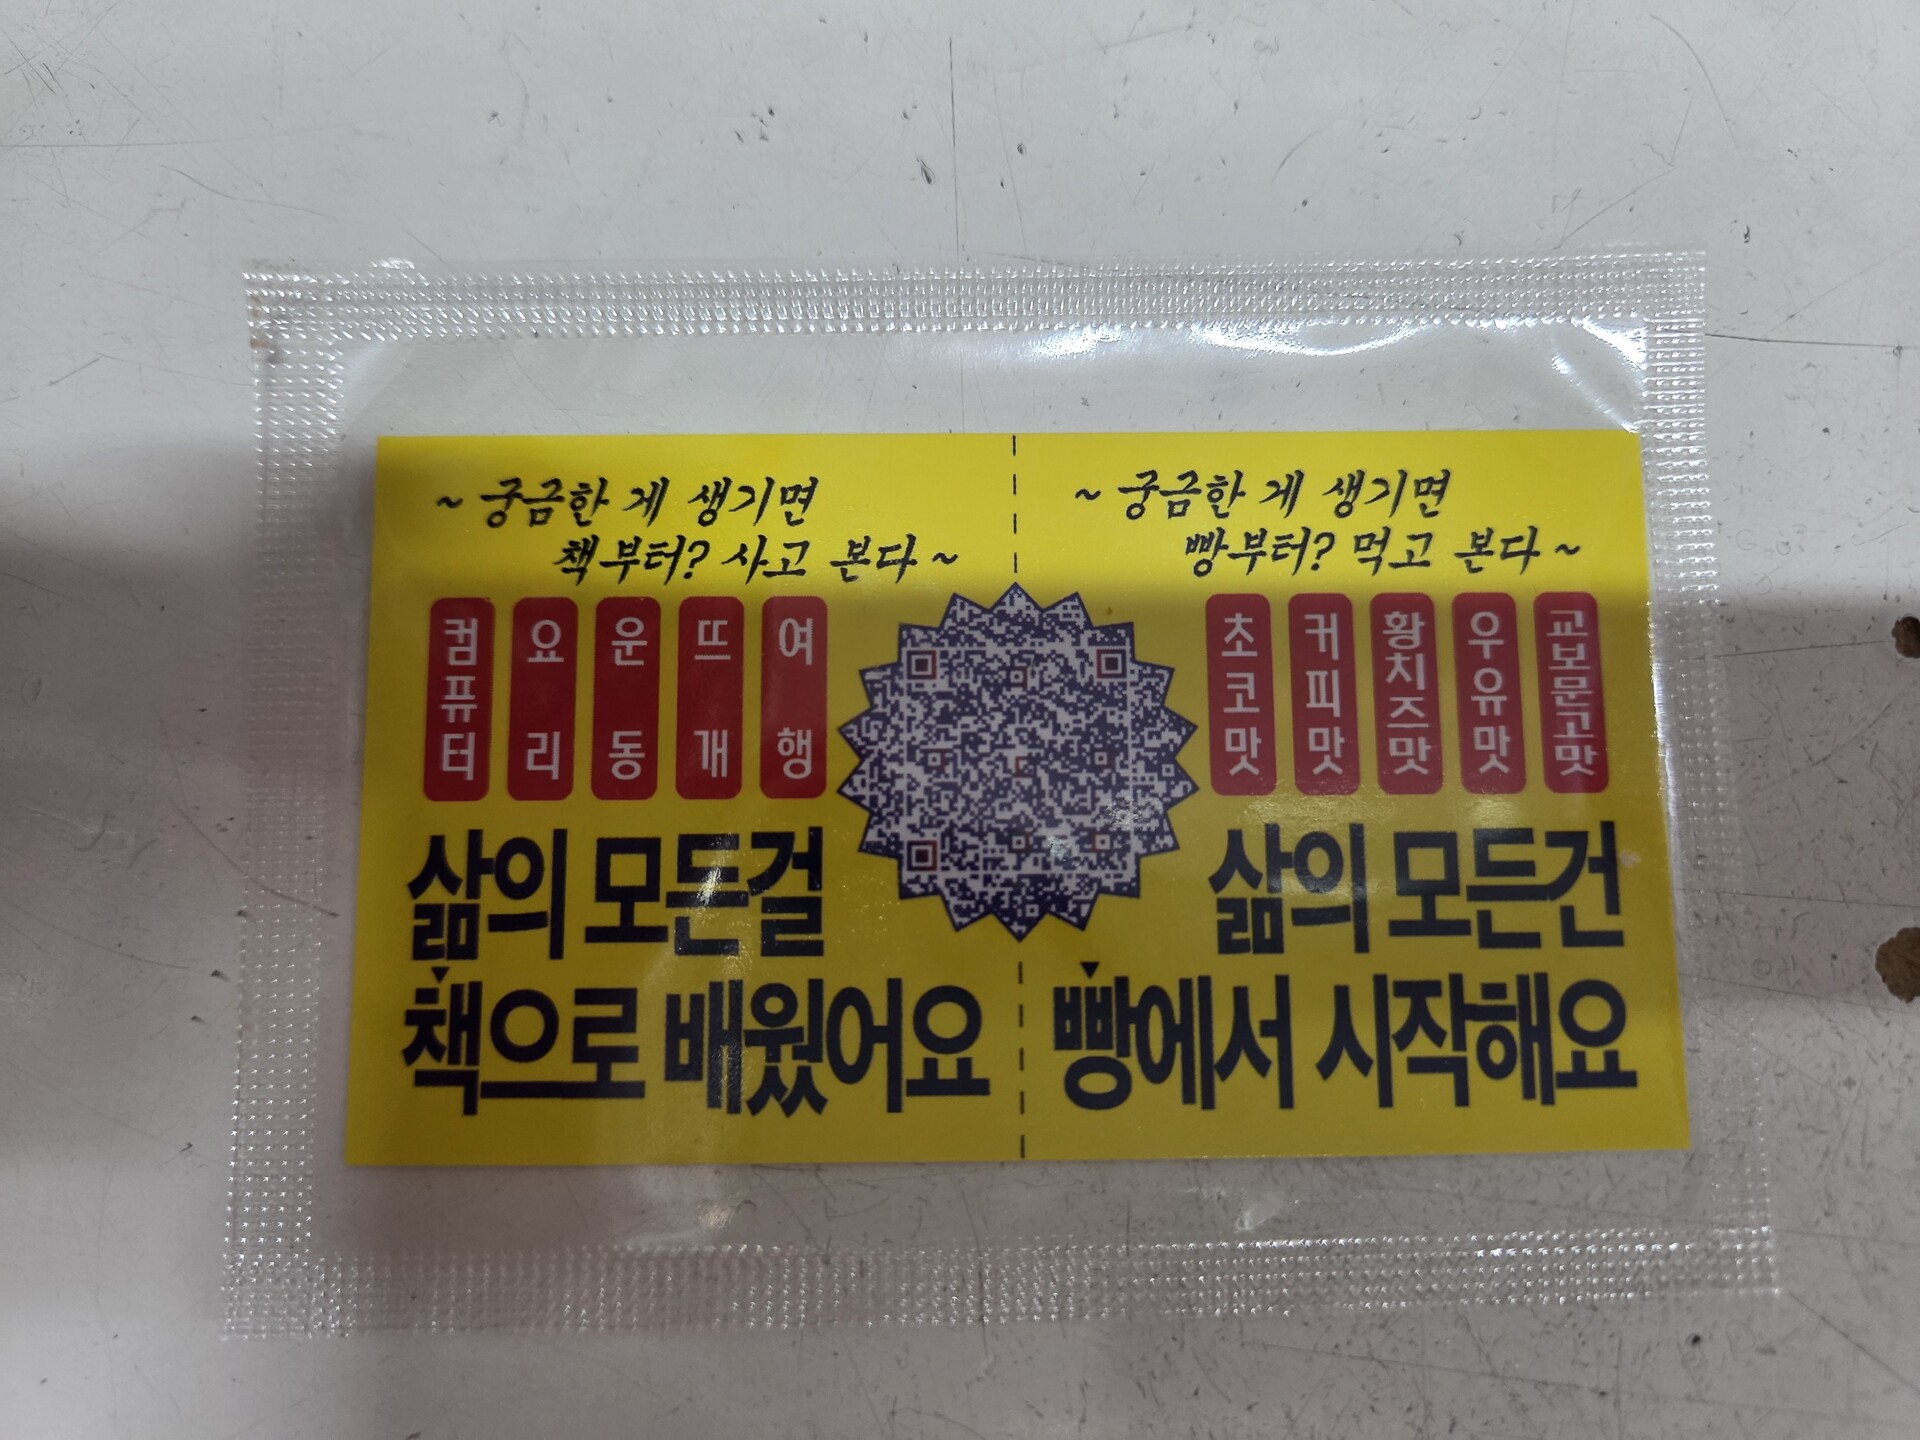 ~ 궁금한 게 생기면
책부터? 사고 본다 ~
컴퓨터
요리
운동
뜨개
여행
삶의 모든걸
책으로 배웠어요
~ 궁금한 게 생기면
빵부터? 먹고 본다 ~
초코맛
커피맛
황치즈맛
우유맛
교보문고맛
삶의 모든건
빵에서 시작해요